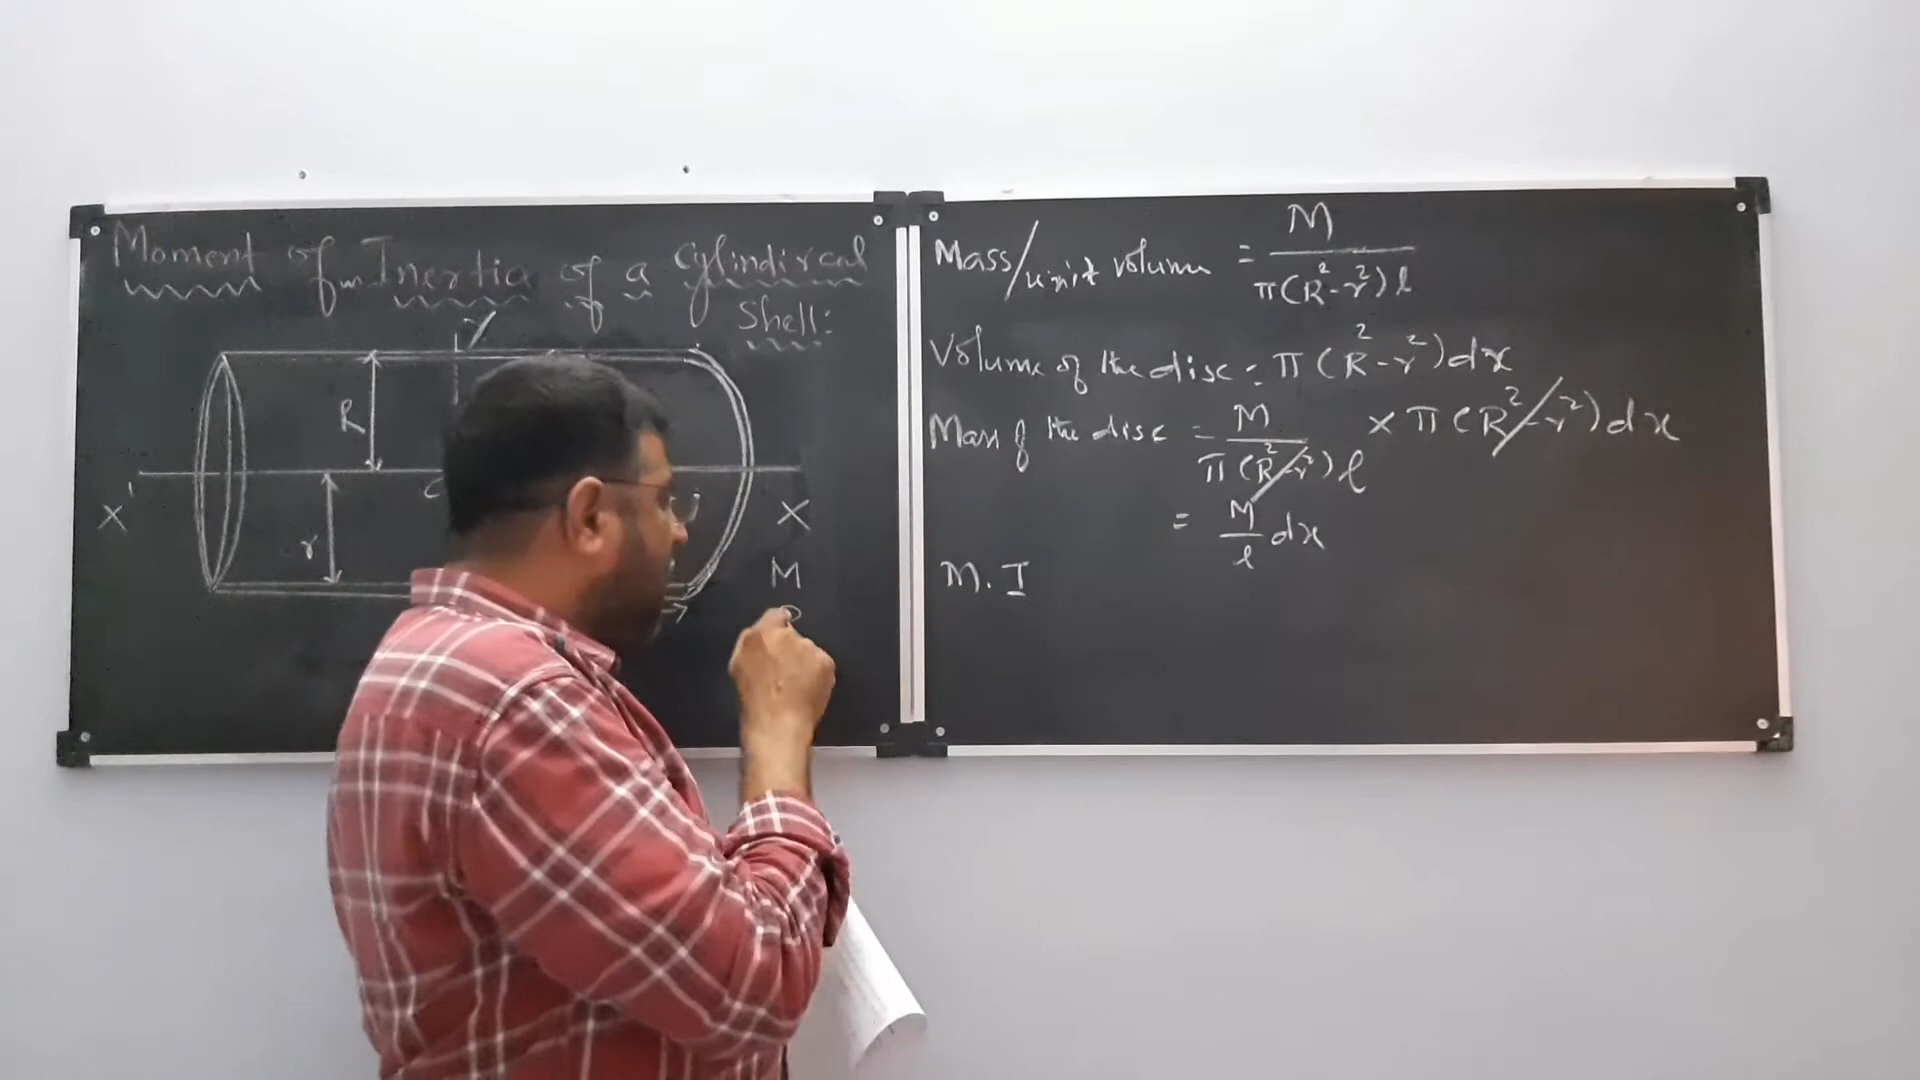 Moment of Inertia of a Cylindircal
Shell:
Y
R
C
r
X'
X
M
Mass/unit volume = M / π(R²-r²)l
Volume of the disc = π(R²-r²)dx
Mass of the disc = M / π(R²-r²)l × π(R²-r²)dx
= M/l dx
M.I